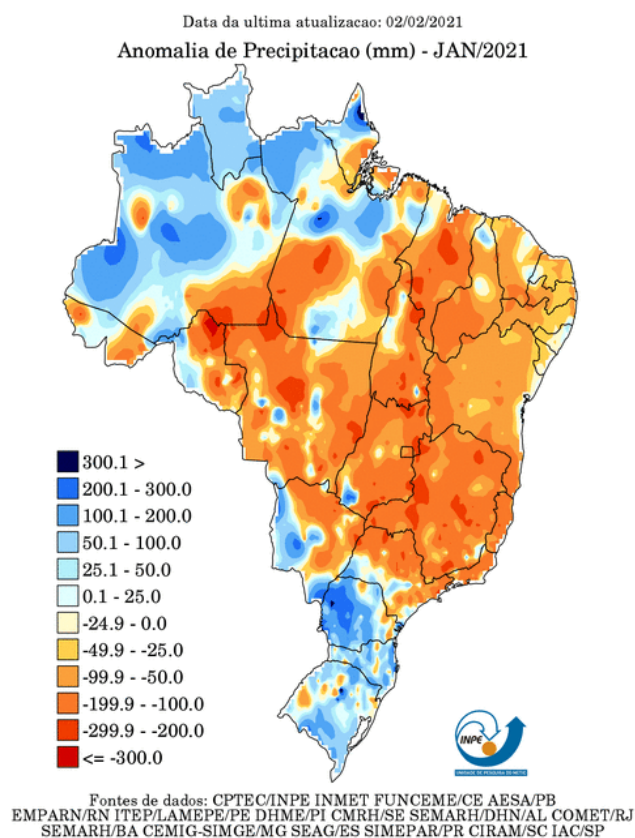 Data da ultima atualizacao: 02/02/2021
Anomalia de Precipitacao (mm) - JAN/2021
300.1 >
200.1 - 300.0
100.1 - 200.0
50.1 - 100.0
25.1 - 50.0
0.1 - 25.0
-24.9 - 0.0
-49.9 - -25.0
-99.9 - -50.0
-199.9 - -100.0
-299.9 - -200.0
<= -300.0
INPE
Fontes de dados: CPTEC/INPE INMET FUNCEME/CE AESA/PB
EMPARN/RN ITEP/LAMEPE/PE DHME/PI CMRH/SE SEMARH/DHN/AL COMET/RJ
SEMARH/BA CEMIG-SIMGE/MG SEAG/ES SIMEPAR/PR CIRAM/SC IAC/SP